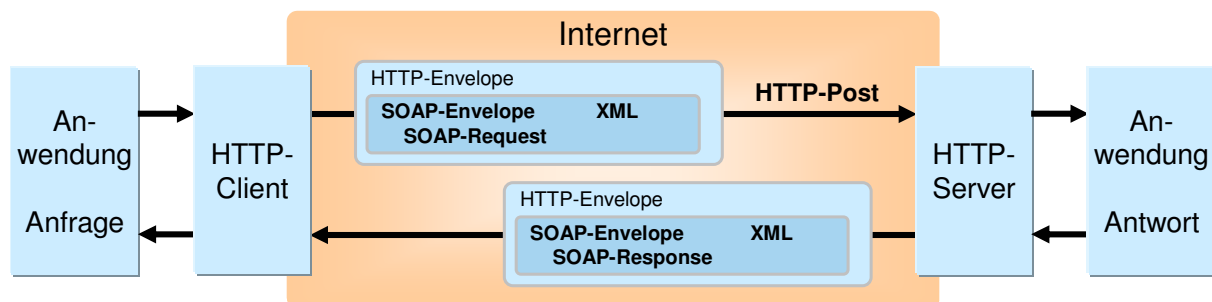 Internet
An-
wendung
Anfrage
HTTP-
Client
HTTP-Envelope
SOAP-Envelope XML
SOAP-Request
HTTP-Post
HTTP-Envelope
SOAP-Envelope XML
SOAP-Response
HTTP-
Server
An-
wendung
Antwort